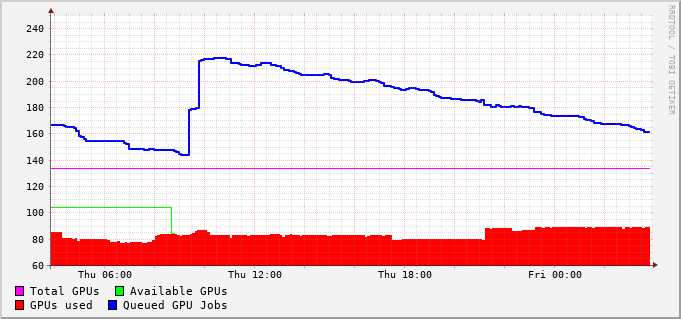 240
220
200
180
160
140
120
100
80
60
Thu 06:00 Thu 12:00 Thu 18:00 Fri 00:00
Total GPUs Available GPUs
GPUs used Queued GPU Jobs
RRDTOOL / TOBI OETIKER